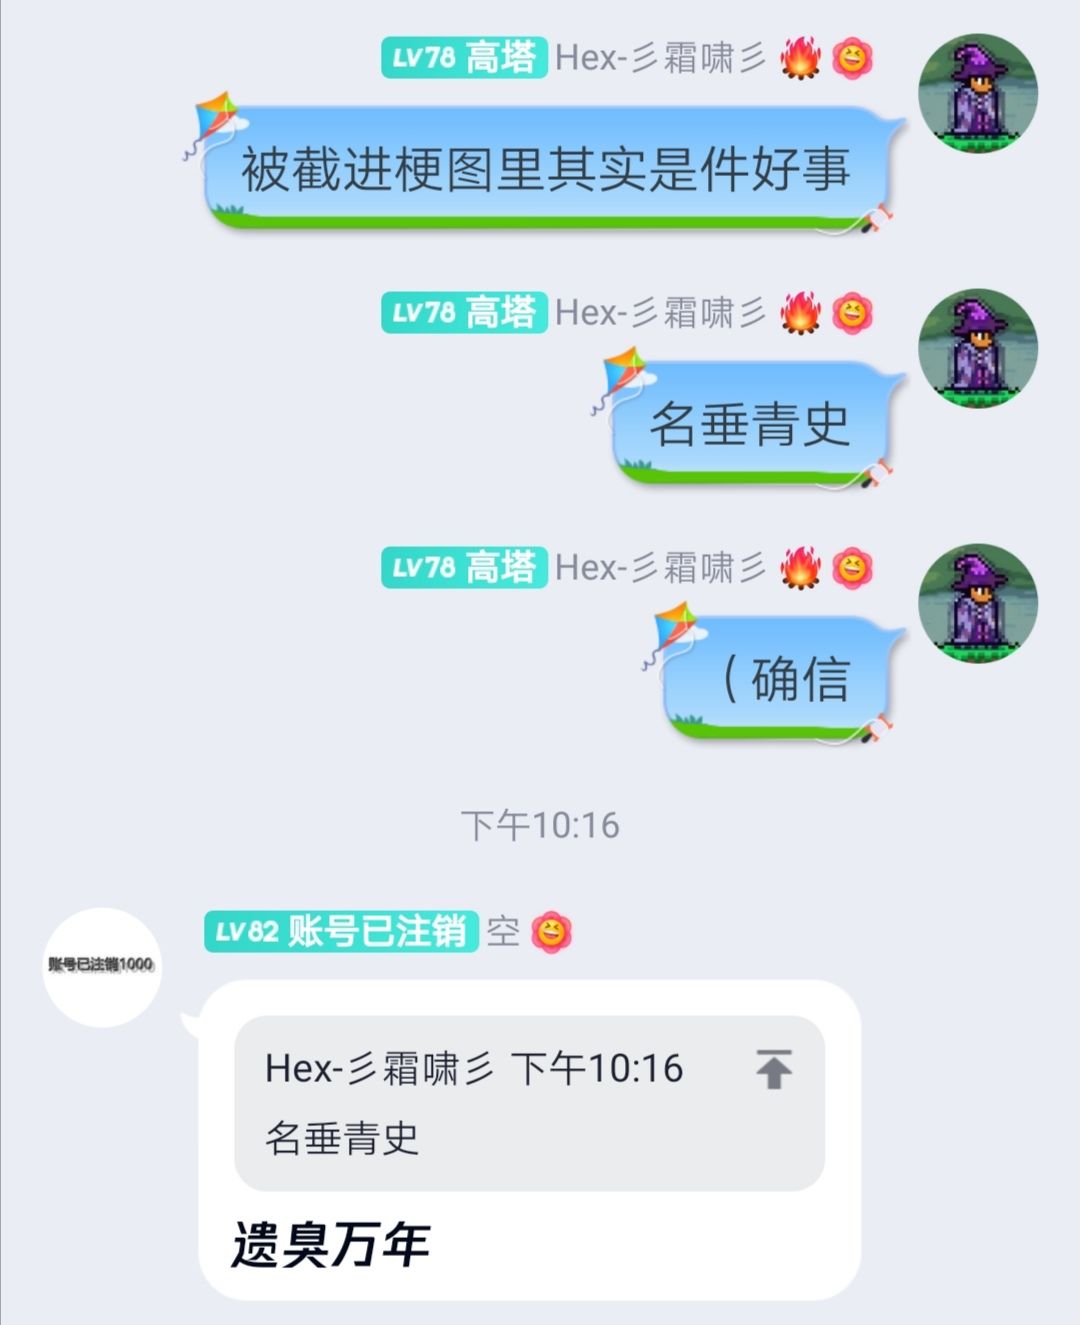 LV78 高塔 Hex-彡霜啸彡
被截进梗图里其实是件好事
LV78 高塔 Hex-彡霜啸彡
名垂青史
LV78 高塔 Hex-彡霜啸彡
（确信
下午10:16
账号已注销1000
LV82 账号已注销 空
Hex-彡霜啸彡 下午10:16
名垂青史
遗臭万年